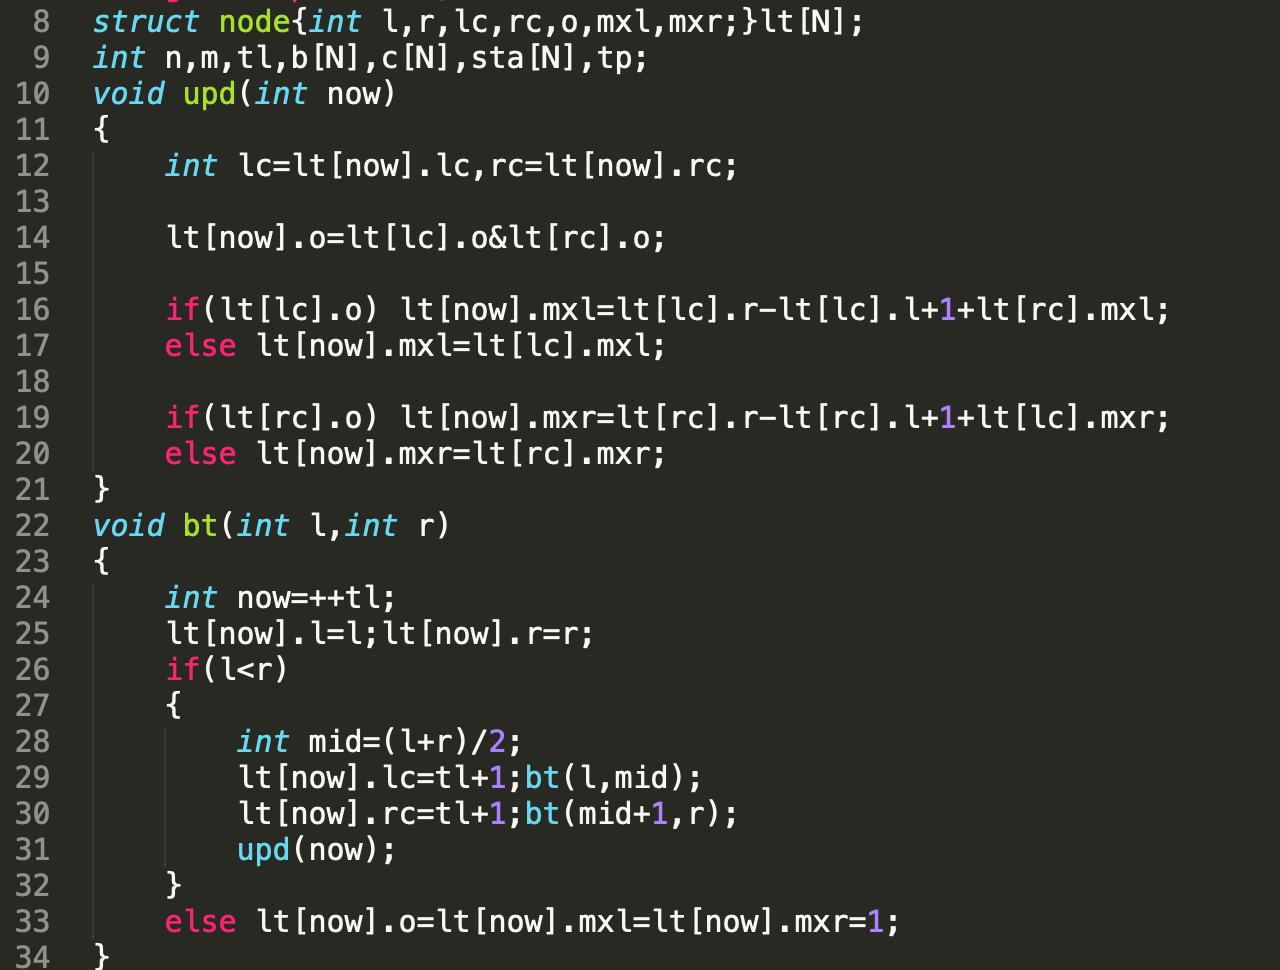 8 struct node{int l,r,lc,rc,o,mxl,mxr;}lt[N];
9 int n,m,tl,b[N],c[N],sta[N],tp;
10 void upd(int now)
11 {
12     int lc=lt[now].lc,rc=lt[now].rc;
13
14     lt[now].o=lt[lc].o&lt[rc].o;
15
16     if(lt[lc].o) lt[now].mxl=lt[lc].r-lt[lc].l+1+lt[rc].mxl;
17     else lt[now].mxl=lt[lc].mxl;
18
19     if(lt[rc].o) lt[now].mxr=lt[rc].r-lt[rc].l+1+lt[lc].mxr;
20     else lt[now].mxr=lt[rc].mxr;
21 }
22 void bt(int l,int r)
23 {
24     int now=++tl;
25     lt[now].l=l;lt[now].r=r;
26     if(l<r)
27     {
28         int mid=(l+r)/2;
29         lt[now].lc=tl+1;bt(l,mid);
30         lt[now].rc=tl+1;bt(mid+1,r);
31         upd(now);
32     }
33     else lt[now].o=lt[now].mxl=lt[now].mxr=1;
34 }